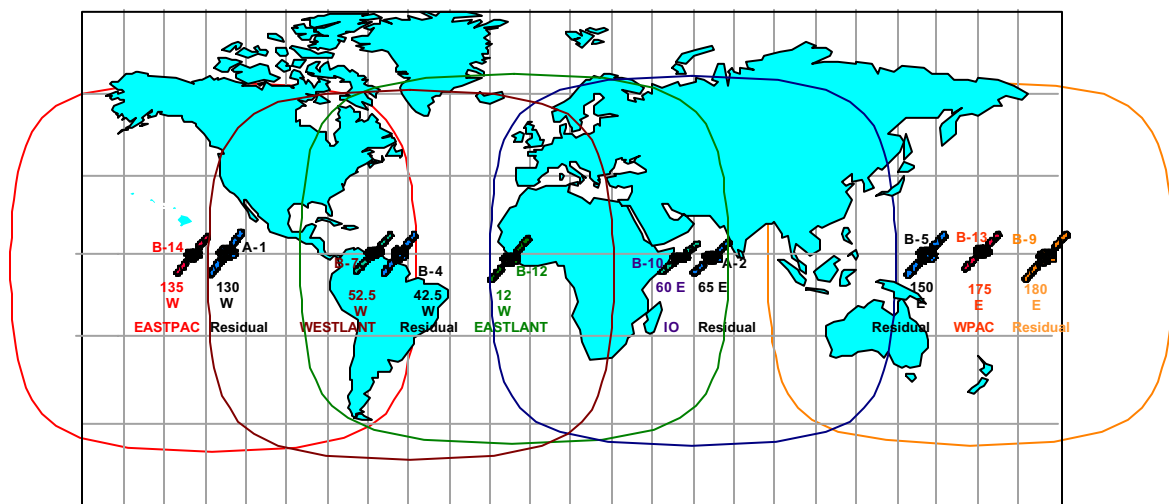 B-14
A-1
135
W
130
W
EASTPAC
Residual
B-7
B-4
52.5
W
42.5
W
WESTLANT
Residual
B-12
12
W
EASTLANT
B-10
A-2
60 E
65 E
IO
Residual
B-5
150
E
Residual
B-13
175
E
WPAC
B-9
180
E
Residual